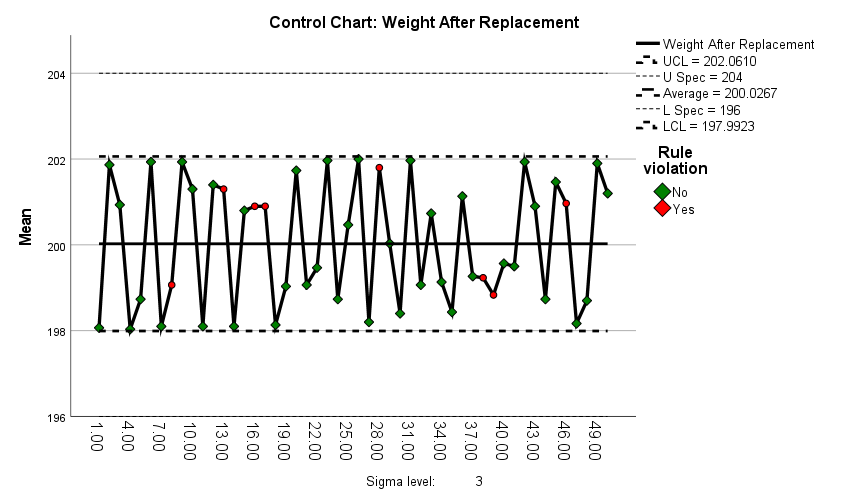 Control Chart: Weight After Replacement
Weight After Replacement
UCL = 202.0610
U Spec = 204
Average = 200.0267
L Spec = 196
LCL = 197.9923
Rule
violation
No
Yes
Mean
204
202
200
198
196
1.00
4.00
7.00
10.00
13.00
16.00
19.00
22.00
25.00
28.00
31.00
34.00
37.00
40.00
43.00
46.00
49.00
Sigma level: 3